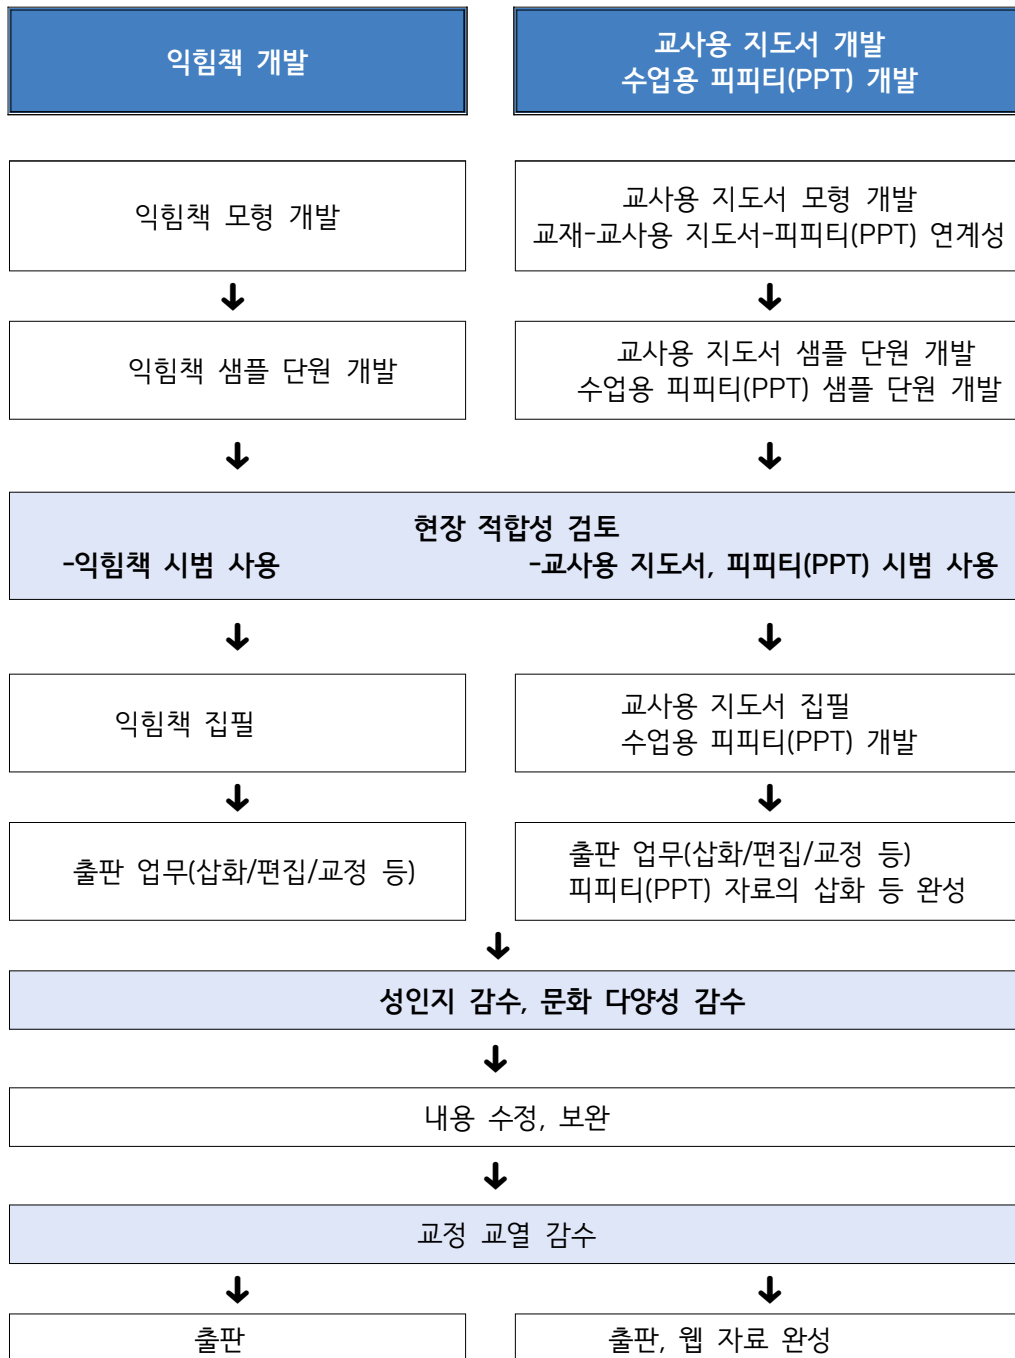 익힘책 개발
교사용 지도서 개발
수업용 피피티(PPT) 개발
익힘책 모형 개발
교사용 지도서 모형 개발
교재-교사용 지도서-피피티(PPT) 연계성
익힘책 샘플 단원 개발
교사용 지도서 샘플 단원 개발
수업용 피피티(PPT) 샘플 단원 개발
현장 적합성 검토
-익힘책 시범 사용
-교사용 지도서, 피피티(PPT) 시범 사용
익힘책 집필
교사용 지도서 집필
수업용 피피티(PPT) 개발
출판 업무(삽화/편집/교정 등)
출판 업무(삽화/편집/교정 등)
피피티(PPT) 자료의 삽화 등 완성
성인지 감수, 문화 다양성 감수
내용 수정, 보완
교정 교열 감수
출판
출판, 웹 자료 완성